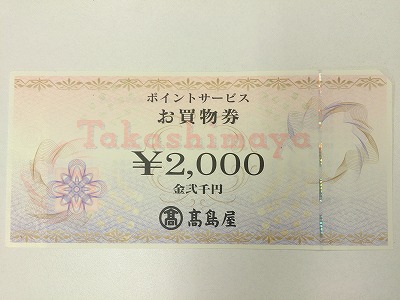 ポイントサービス
お買物券
Takashimaya
¥2,000
金弐千円
髙 髙島屋